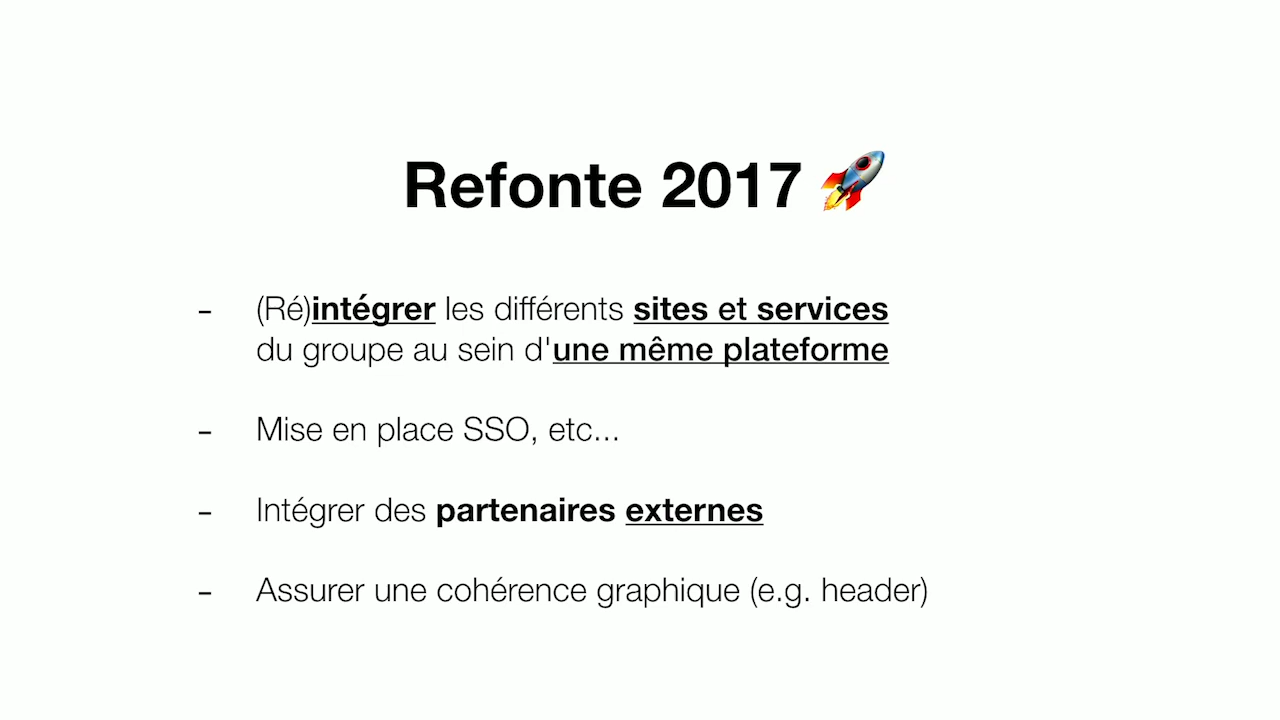 Refonte 2017 🚀
- (Ré)intégrer les différents sites et services
du groupe au sein d'une même plateforme
- Mise en place SSO, etc...
- Intégrer des partenaires externes
- Assurer une cohérence graphique (e.g. header)